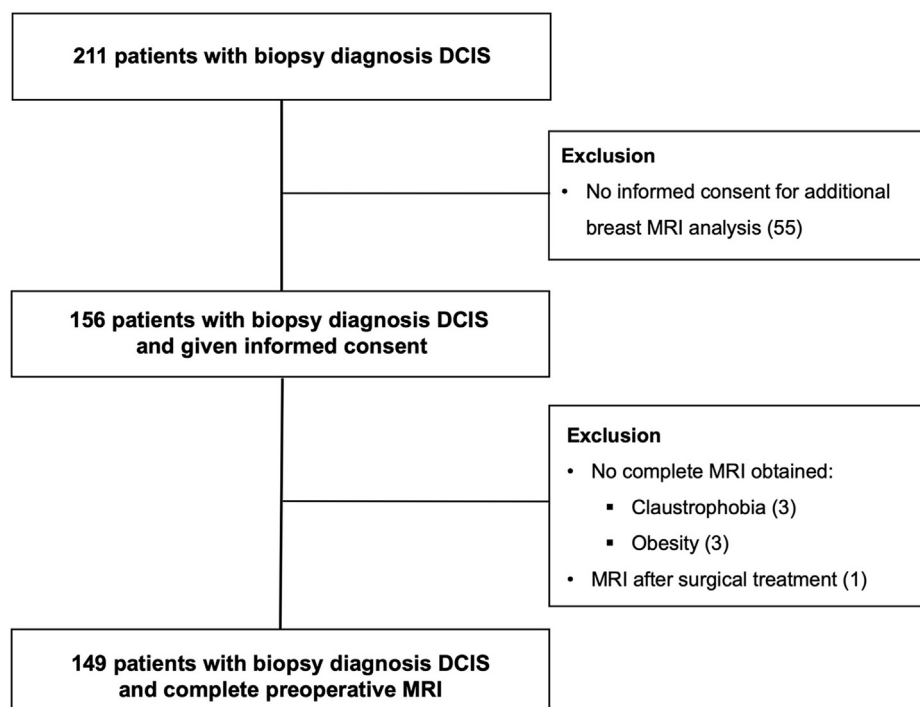 211 patients with biopsy diagnosis DCIS
Exclusion
• No informed consent for additional
breast MRI analysis (55)
156 patients with biopsy diagnosis DCIS
and given informed consent
Exclusion
• No complete MRI obtained:
▪ Claustrophobia (3)
▪ Obesity (3)
• MRI after surgical treatment (1)
149 patients with biopsy diagnosis DCIS
and complete preoperative MRI